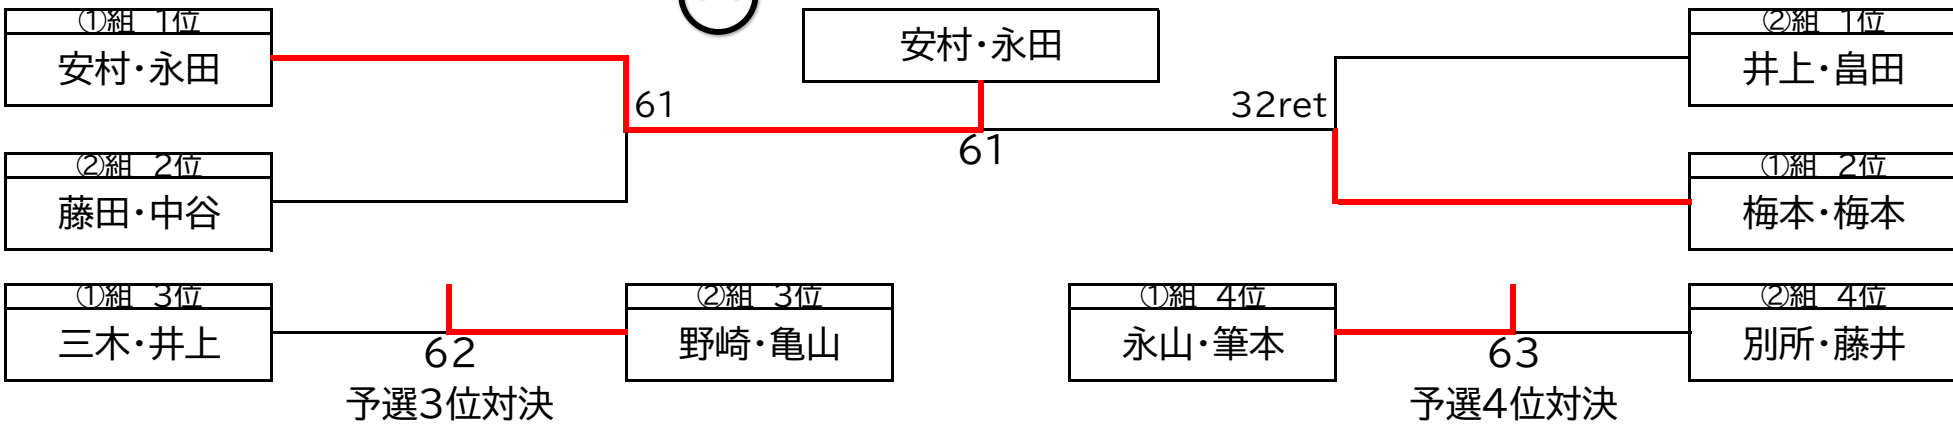 ①組 1位
安村・永田
安村・永田
②組 1位
井上・畠田
61
32ret
61
②組 2位
藤田・中谷
①組 2位
梅本・梅本
①組 3位
三木・井上
62
②組 3位
野崎・亀山
予選3位対決
①組 4位
永山・筆本
63
②組 4位
別所・藤井
予選4位対決